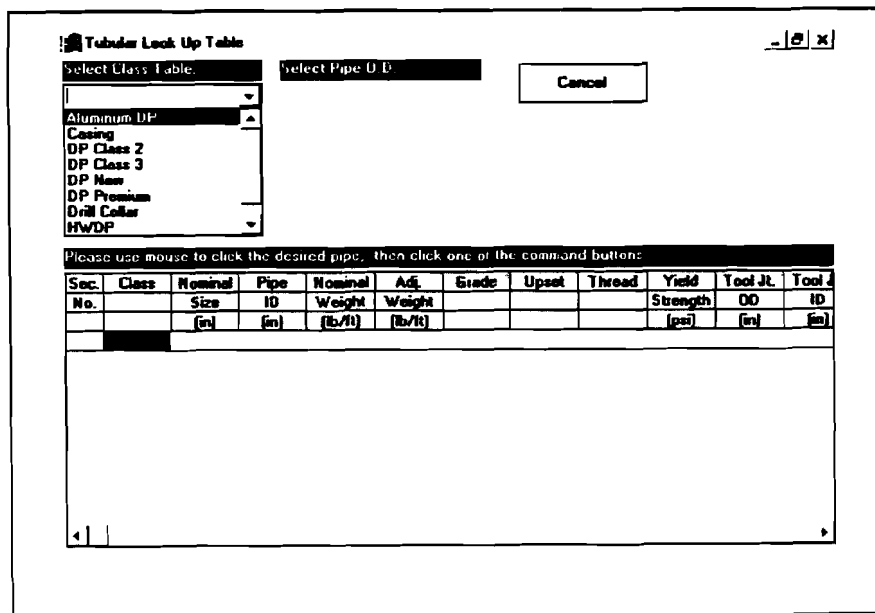 Tubular Look Up Table
Select Class Table: Select Pipe O.D.
Cancel
Aluminum DP
Casing
DP Class 2
DP Class 3
DP New
DP Premium
Drill Collar
HWDP
Please use mouse to click the desired pipe, then click one of the command buttons
Sec. Class Nominal Pipe Nominal Adj. Grade Upset Thread Yield Tool Jt. Tool J
No. Size ID Weight Weight Strength OD ID
(in) (in) (lb/ft) (lb/ft) (psi) (in) (in)